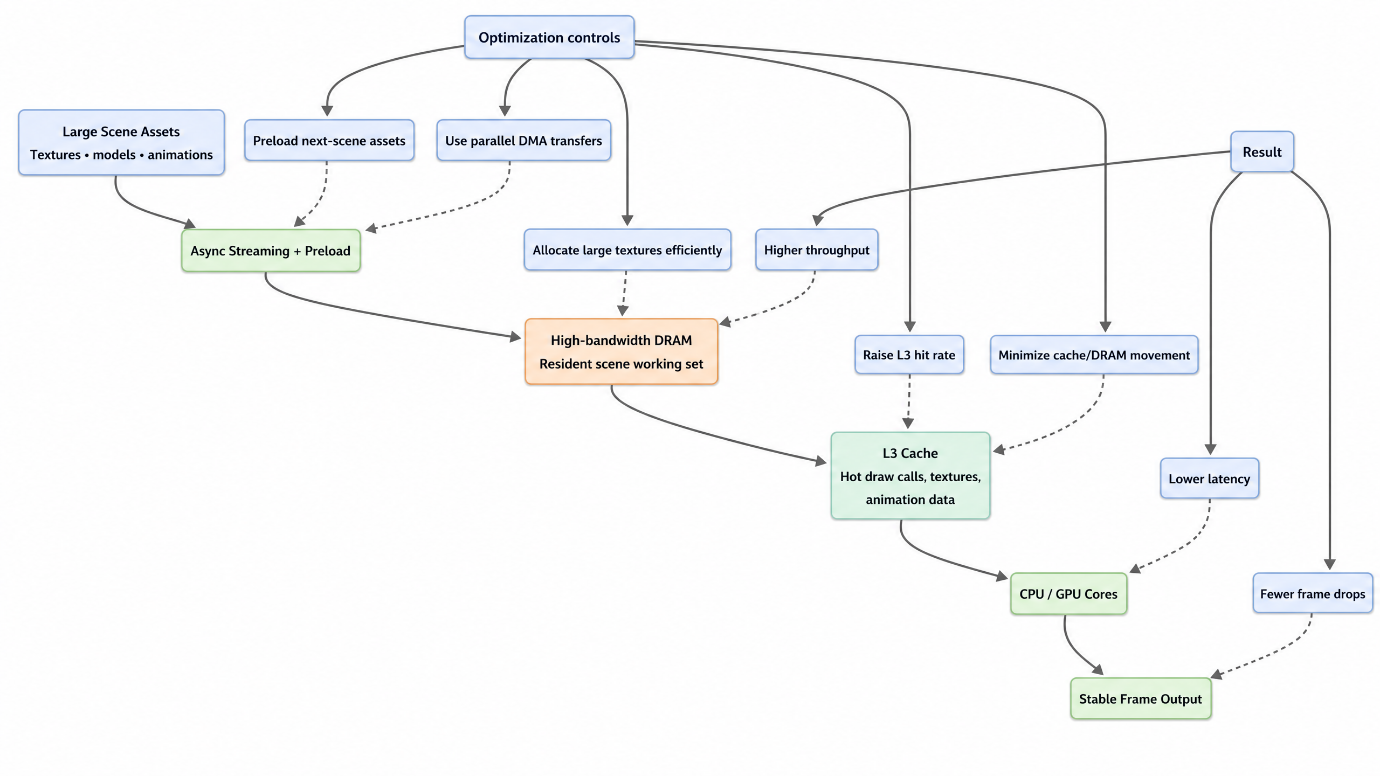 Optimization controls
Large Scene Assets
Textures • models • animations
Preload next-scene assets
Use parallel DMA transfers
Result
Async Streaming + Preload
Allocate large textures efficiently
Higher throughput
High-bandwidth DRAM
Resident scene working set
Raise L3 hit rate
Minimize cache/DRAM movement
L3 Cache
Hot draw calls, textures,
animation data
Lower latency
CPU / GPU Cores
Fewer frame drops
Stable Frame Output